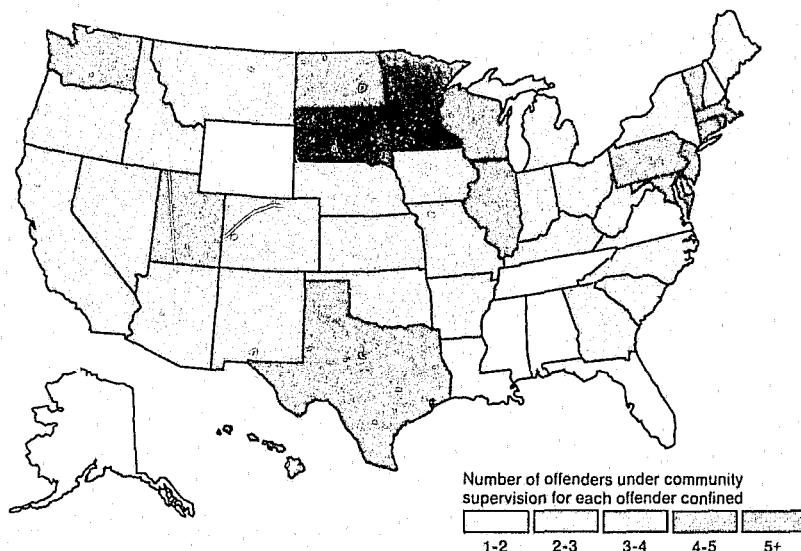 Number of offenders under community
supervision for each offender confined
1-2 2-3 3-4 4-5 5+